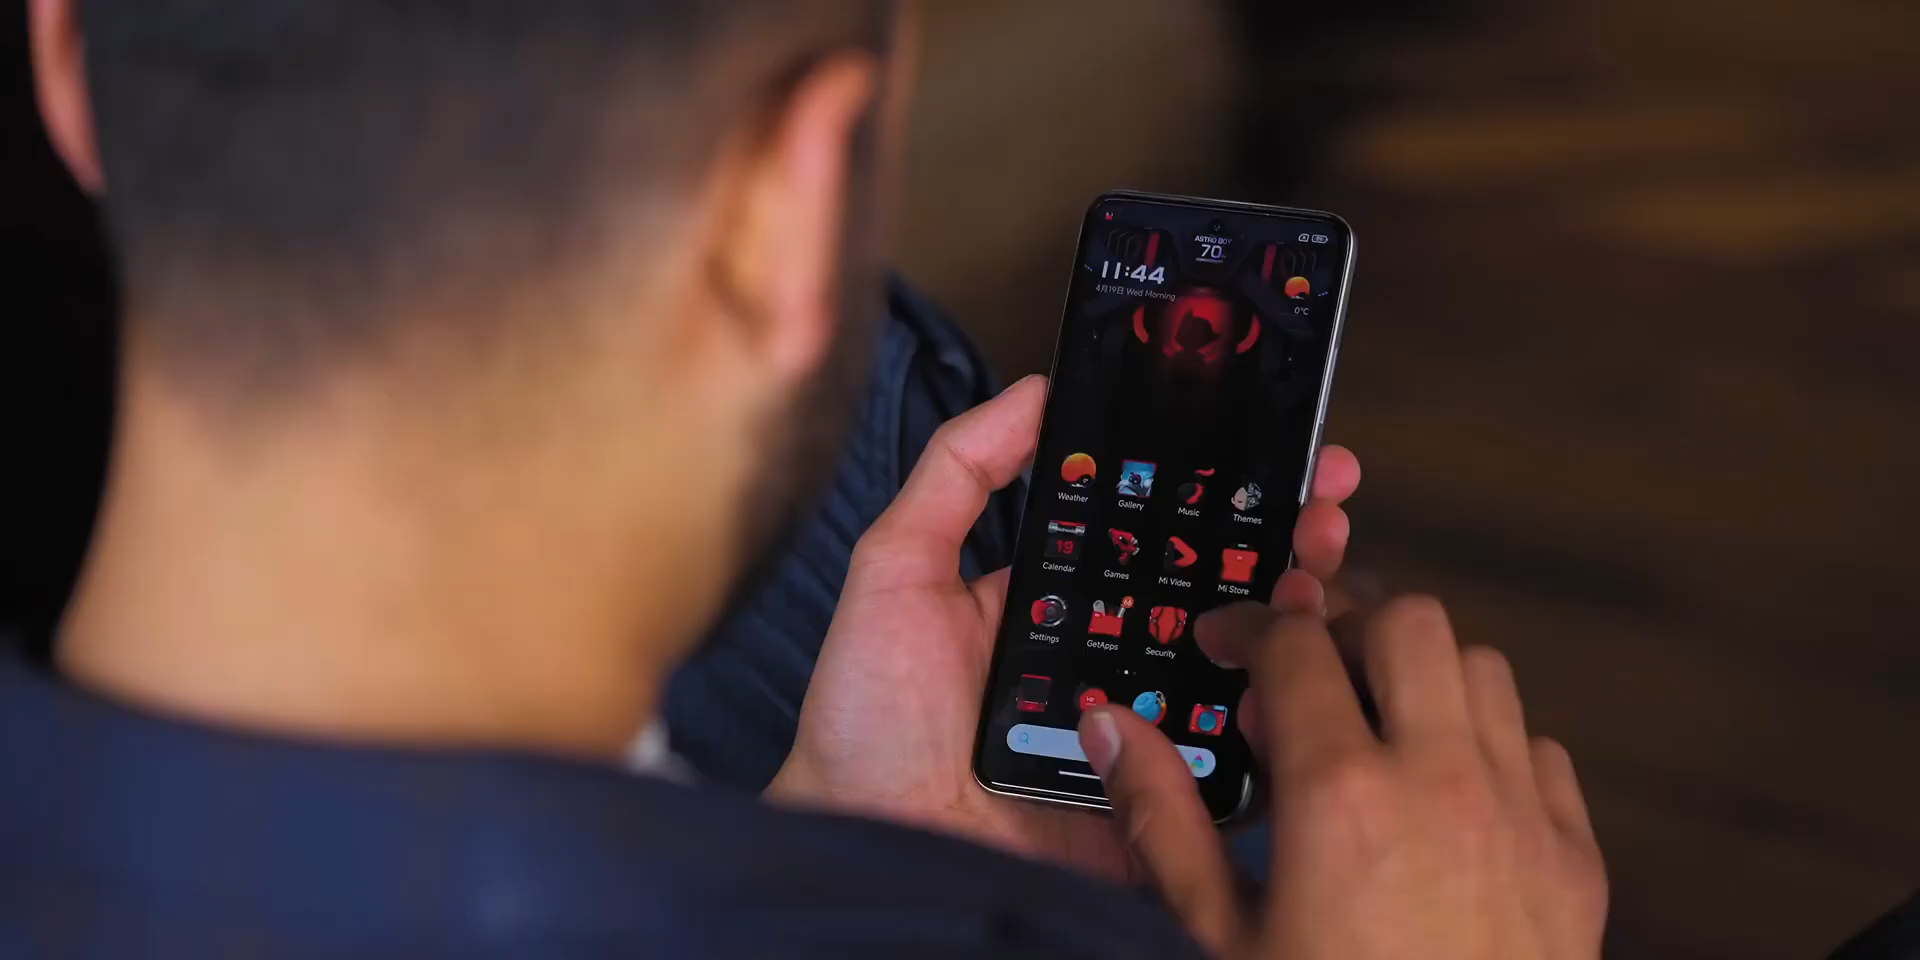 ASTRO BOY
70
11:44
4月19日 Wed Morning
0°C
Weather
Gallery
Music
Themes
19
Calendar
Games
Mi Video
Mi Store
66
Settings
GetApps
Security